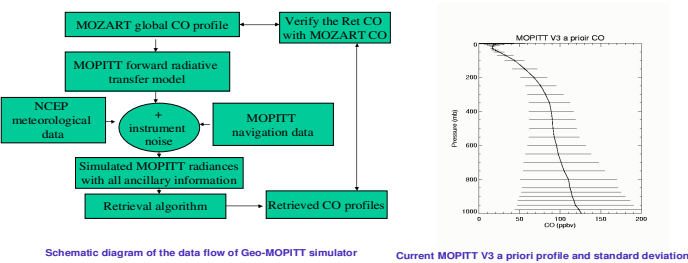 MOZART global CO profile
Verify the Ret CO
with MOZART CO
MOPITT forward radiative
transfer model
NCEP
meteorological
data
+
instrument
noise
MOPITT
navigation data
Simulated MOPITT radiances
with all ancillary information
Retrieval algorithm
Retrieved CO profiles
Schematic diagram of the data flow of Geo-MOPITT simulator
MOPITT V3 a prioir CO
Pressure (mb)
0
200
400
600
800
1000
0
50
100
150
200
CO (ppbv)
Current MOPITT V3 a priori profile and standard deviation